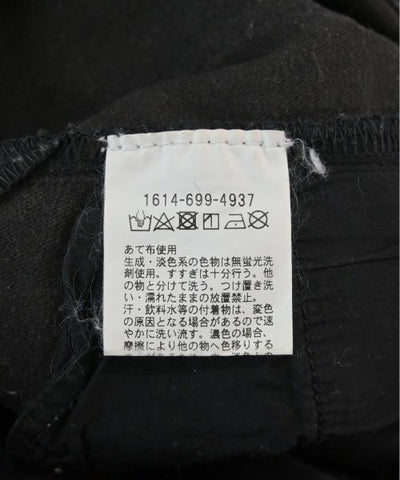 1614-699-4937
あて布使用
生成・淡色系の色物は無蛍光洗
剤使用。すすぎは十分行う。他
の物と分けて洗う。つけ置き洗
い・濡れたままの放置禁止。
汗・飲料水等の付着物は、変色
の原因となる場合があるので速
やかに洗い流す。濃色の場合、
摩擦により他の物へ色移りする